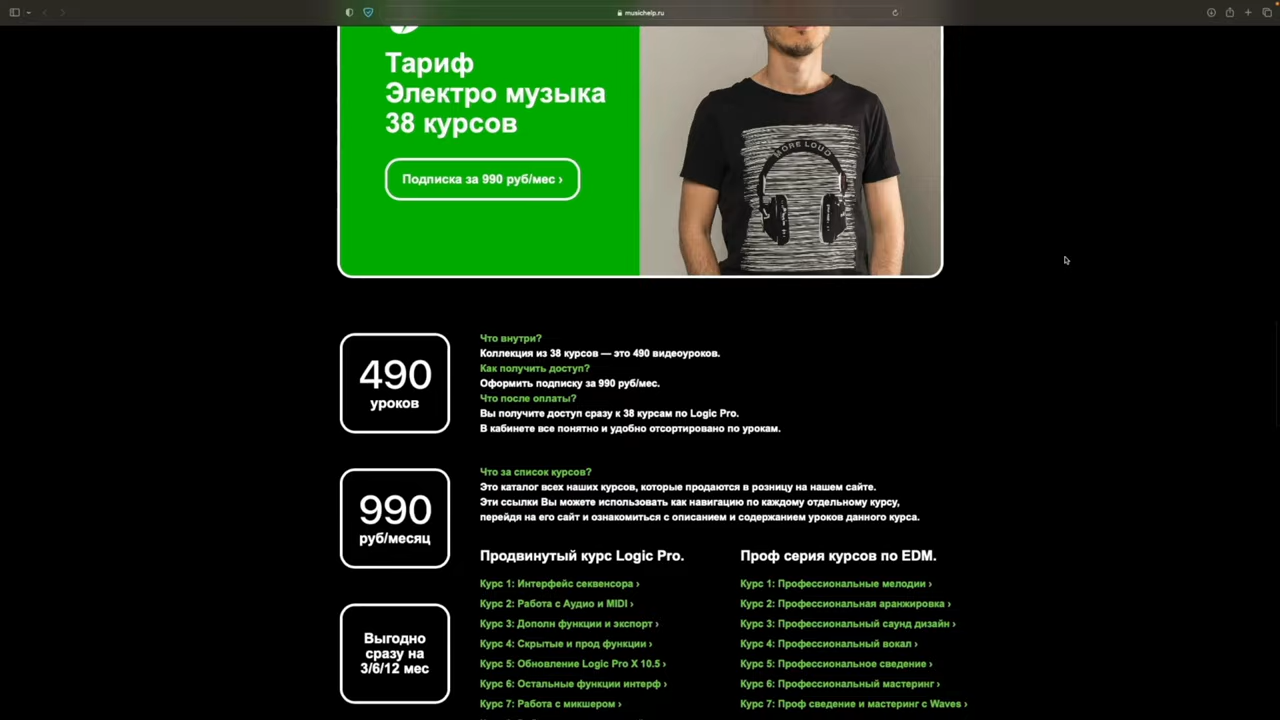 musichelp.ru
Тариф
Электро музыка
38 курсов
Подписка за 990 руб/мес ›
MORE LOUD
490
уроков
Что внутри?
Коллекция из 38 курсов — это 490 видеоуроков.
Как получить доступ?
Оформить подписку за 990 руб/мес.
Что после оплаты?
Вы получите доступ сразу к 38 курсам по Logic Pro.
В кабинете все понятно и удобно отсортировано по урокам.
990
руб/месяц
Что за список курсов?
Это каталог всех наших курсов, которые продаются в розницу на нашем сайте.
Эти ссылки Вы можете использовать как навигацию по каждому отдельному курсу,
перейдя на его сайт и ознакомиться с описанием и содержанием уроков данного курса.
Выгодно
сразу на
3/6/12 мес
Продвинутый курс Logic Pro.
Курс 1: Интерфейс секвенсора ›
Курс 2: Работа с Аудио и MIDI ›
Курс 3: Дополн функции и экспорт ›
Курс 4: Скрытые и прод функции ›
Курс 5: Обновление Logic Pro X 10.5 ›
Курс 6: Остальные функции интерф ›
Курс 7: Работа с микшером ›
Проф серия курсов по EDM.
Курс 1: Профессиональные мелодии ›
Курс 2: Профессиональная аранжировка ›
Курс 3: Профессиональный саунд дизайн ›
Курс 4: Профессиональный вокал ›
Курс 5: Профессиональное сведение ›
Курс 6: Профессиональный мастеринг ›
Курс 7: Проф сведение и мастеринг с Waves ›